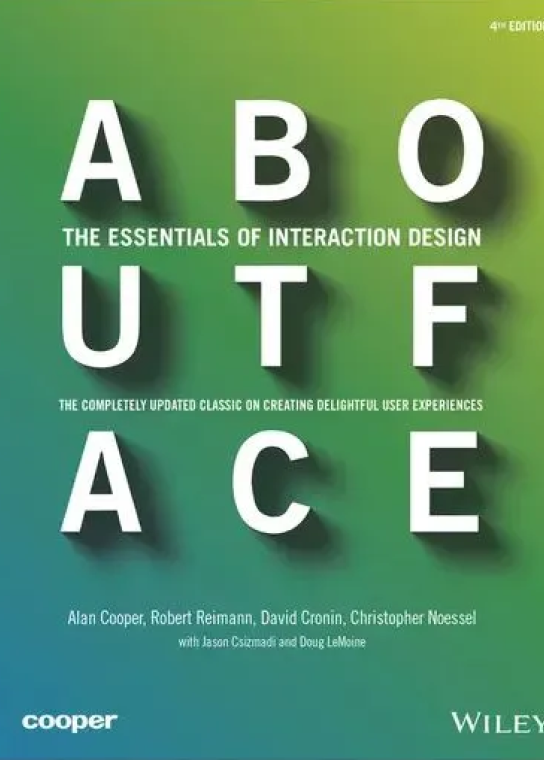 4TH EDITION
A B O
THE ESSENTIALS OF INTERACTION DESIGN
U T F
THE COMPLETELY UPDATED CLASSIC ON CREATING DELIGHTFUL USER EXPERIENCES
A C E
Alan Cooper, Robert Reimann, David Cronin, Christopher Noessel
with Jason Csizmadi and Doug LeMoine
cooper
WILEY